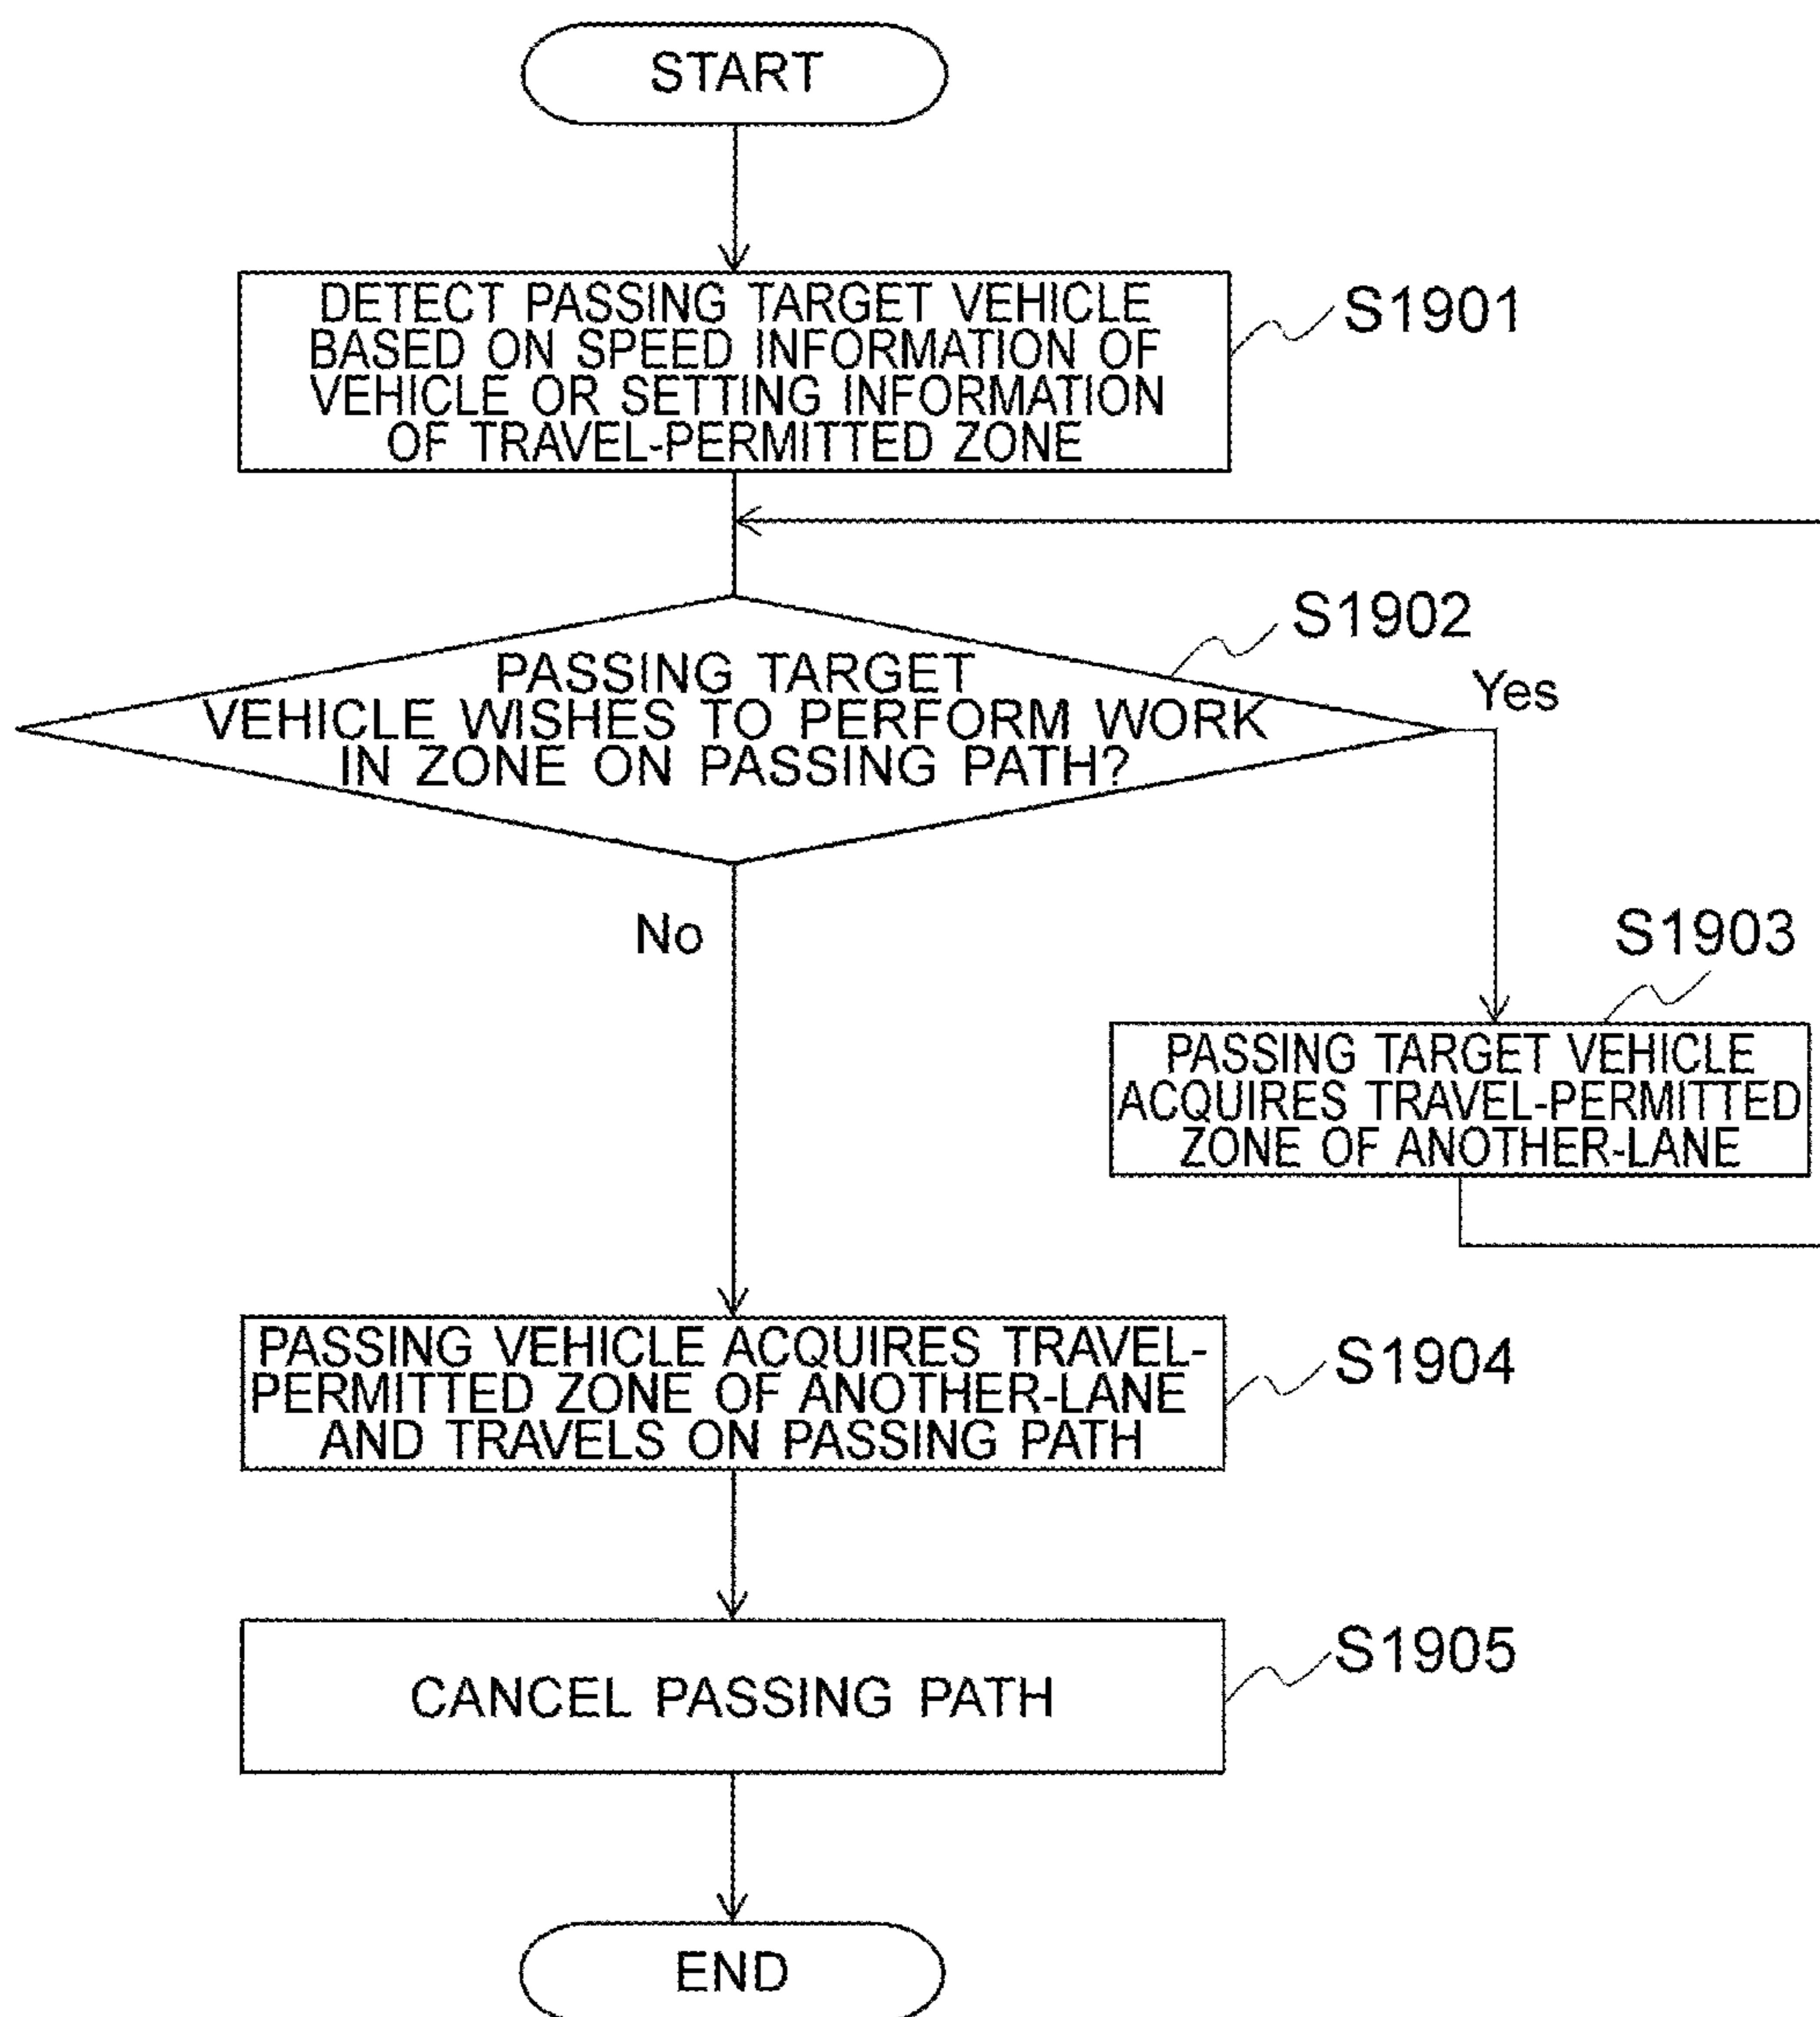 START
DETECT PASSING TARGET VEHICLE
BASED ON SPEED INFORMATION OF
VEHICLE OR SETTING INFORMATION
OF TRAVEL-PERMITTED ZONE
S1901
S1902
PASSING TARGET
VEHICLE WISHES TO PERFORM WORK
IN ZONE ON PASSING PATH?
Yes
No
S1903
PASSING TARGET VEHICLE
ACQUIRES TRAVEL-PERMITTED
ZONE OF ANOTHER-LANE
PASSING VEHICLE ACQUIRES TRAVEL-
PERMITTED ZONE OF ANOTHER-LANE
AND TRAVELS ON PASSING PATH
S1904
CANCEL PASSING PATH
S1905
END